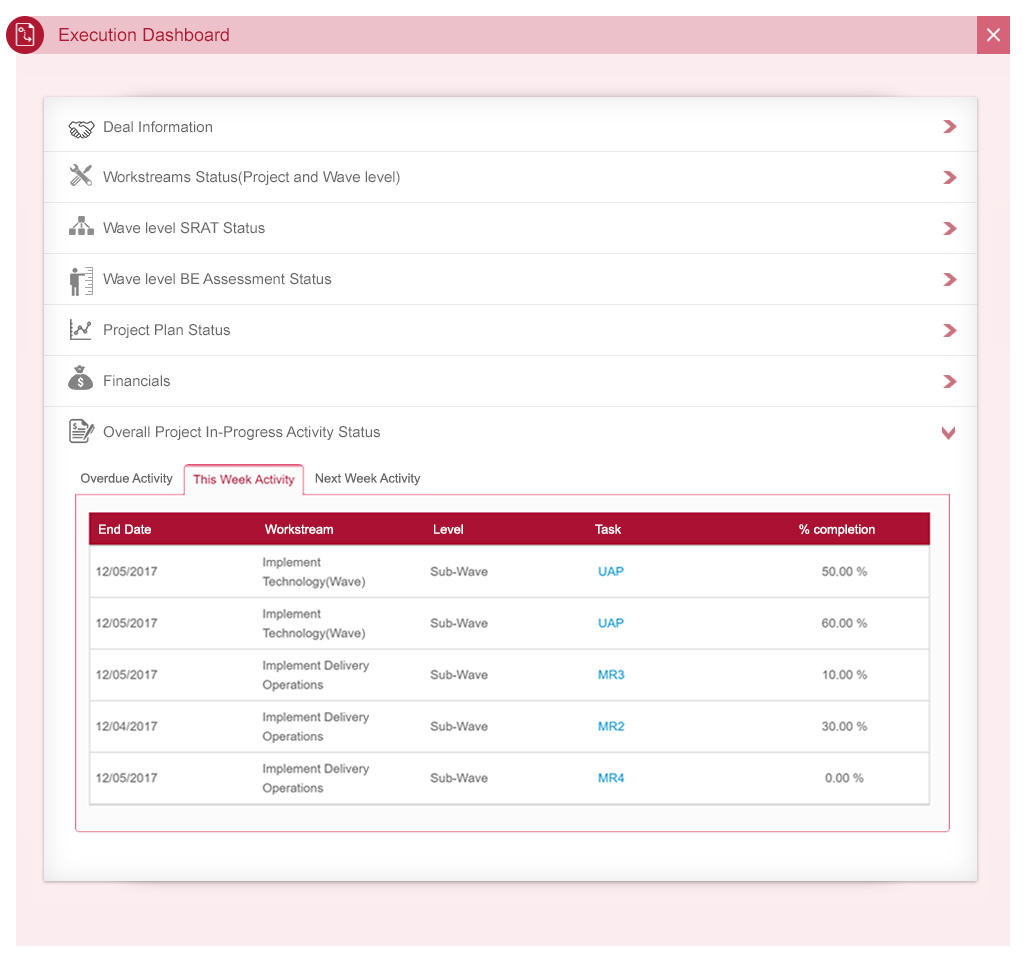 Execution Dashboard
Deal Information
Workstreams Status(Project and Wave level)
Wave level SRAT Status
Wave level BE Assessment Status
Project Plan Status
$
Financials
$
Overall Project In-Progress Activity Status
Overdue Activity This Week Activity Next Week Activity
End Date Workstream Level Task % completion
12/05/2017 Implement Technology(Wave) Sub-Wave UAP 50.00 %
12/05/2017 Implement Technology(Wave) Sub-Wave UAP 60.00 %
12/05/2017 Implement Delivery Operations Sub-Wave MR3 10.00 %
12/04/2017 Implement Delivery Operations Sub-Wave MR2 30.00 %
12/05/2017 Implement Delivery Operations Sub-Wave MR4 0.00 %